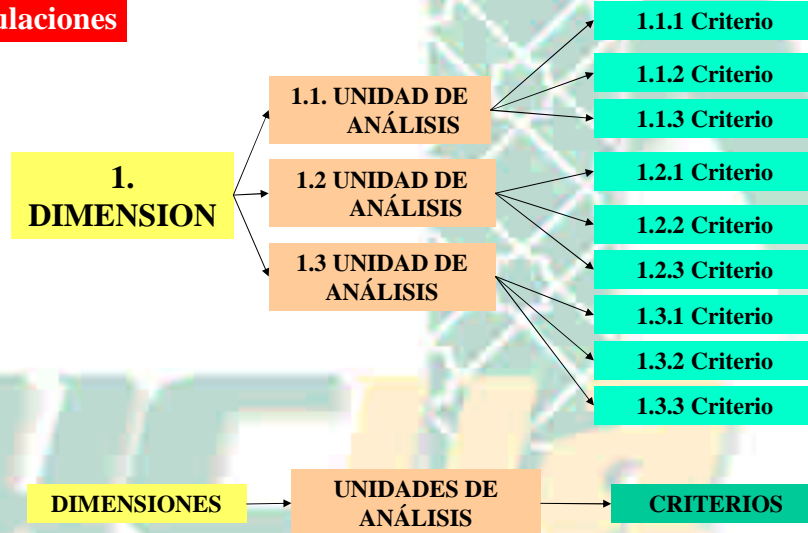 1.1.1 Criterio
1.1.2 Criterio
1.1.3 Criterio
1.1. UNIDAD DE
ANÁLISIS
1.
DIMENSION
1.2 UNIDAD DE
ANÁLISIS
1.2.1 Criterio
1.2.2 Criterio
1.2.3 Criterio
1.3 UNIDAD DE
ANÁLISIS
1.3.1 Criterio
1.3.2 Criterio
1.3.3 Criterio
DIMENSIONES
UNIDADES DE
ANÁLISIS
CRITERIOS